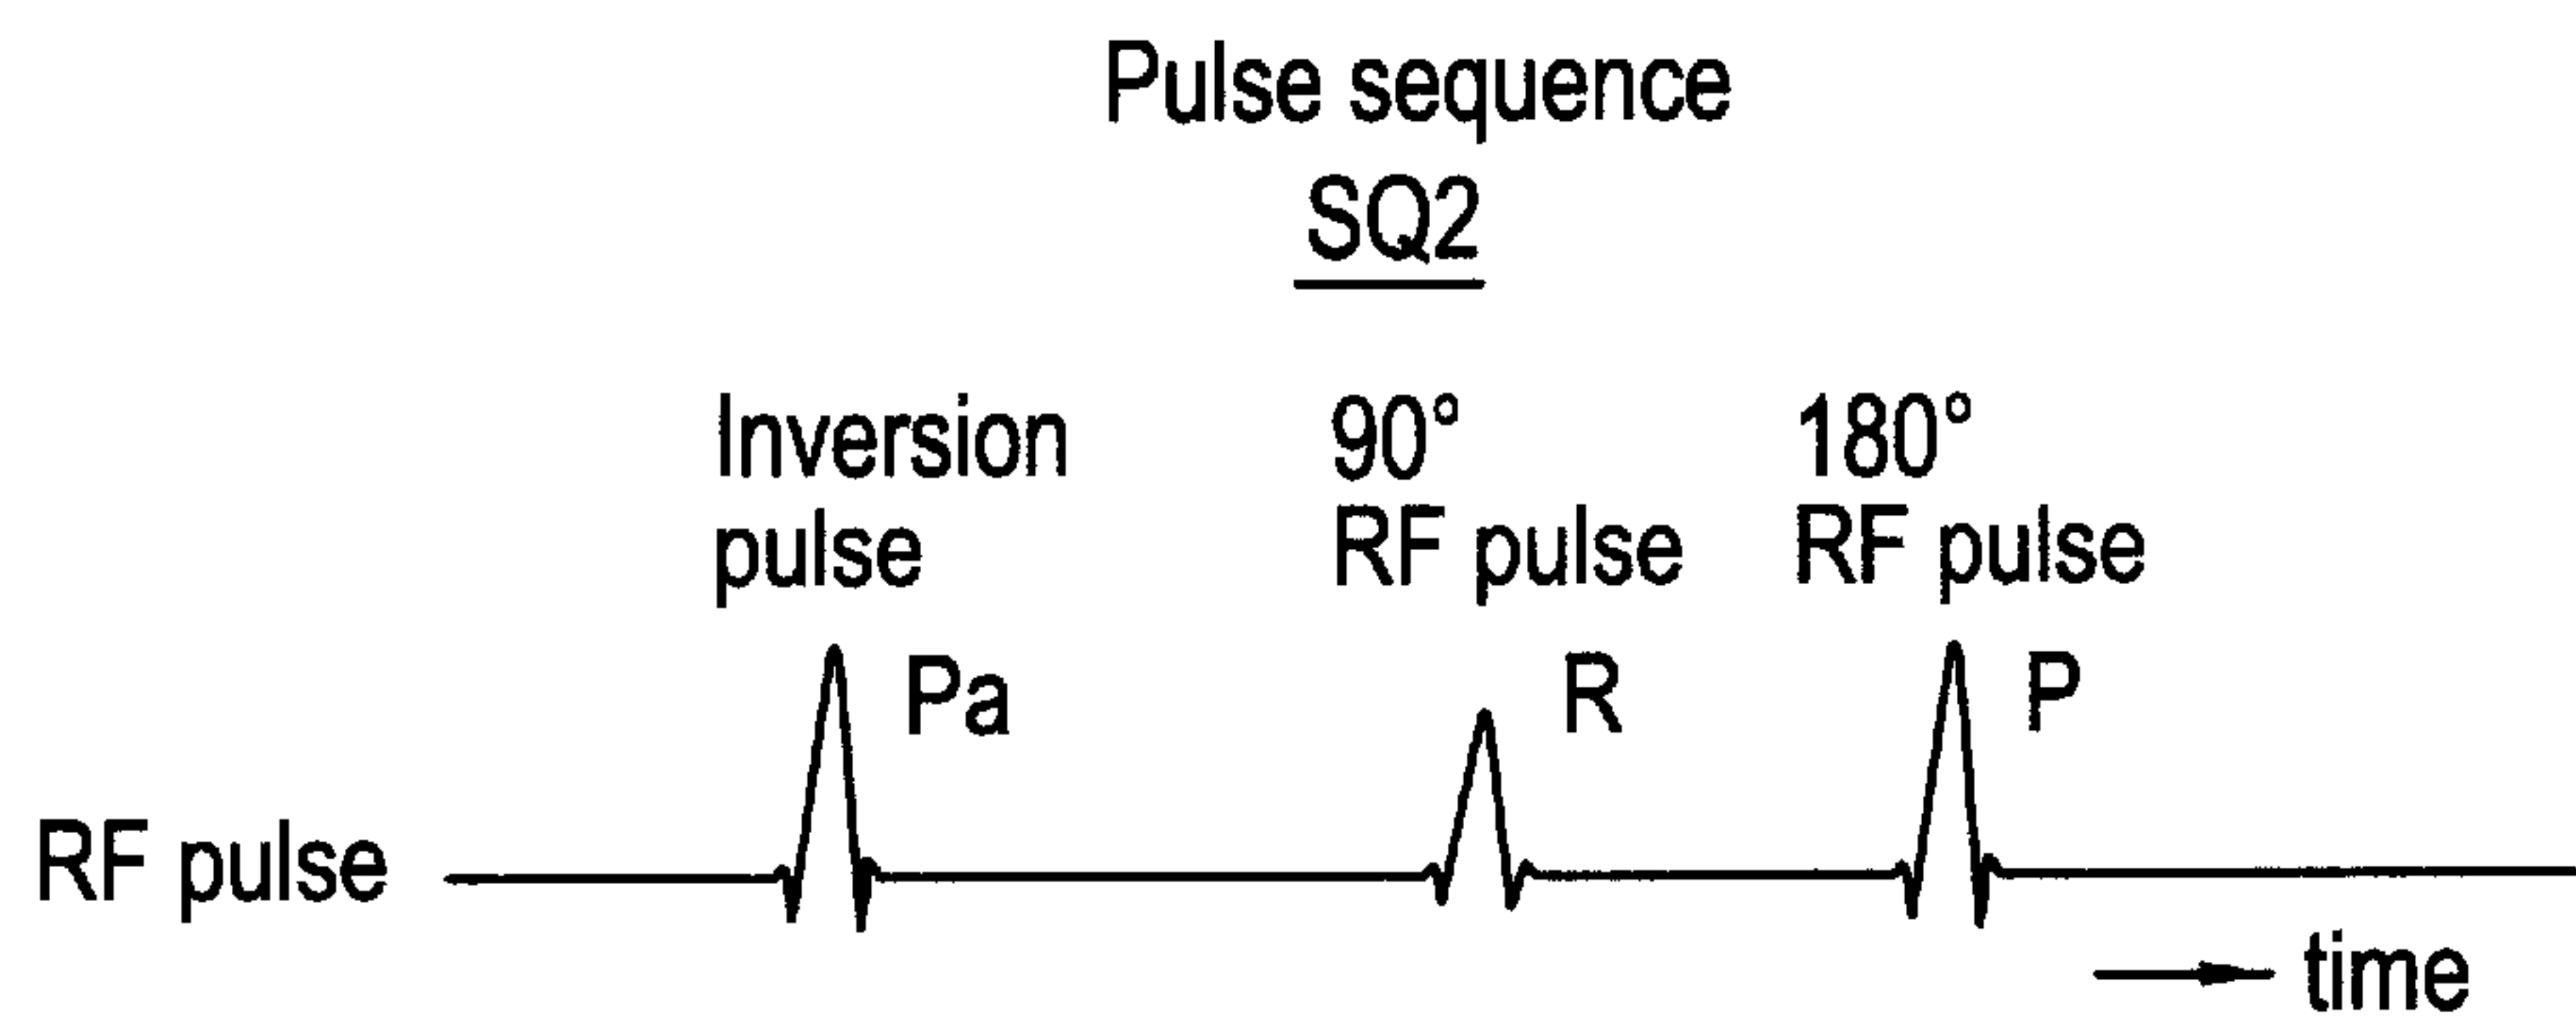 Pulse sequence
SQ2
Inversion
pulse
90°
RF pulse
180°
RF pulse
Pa
R
P
RF pulse
time